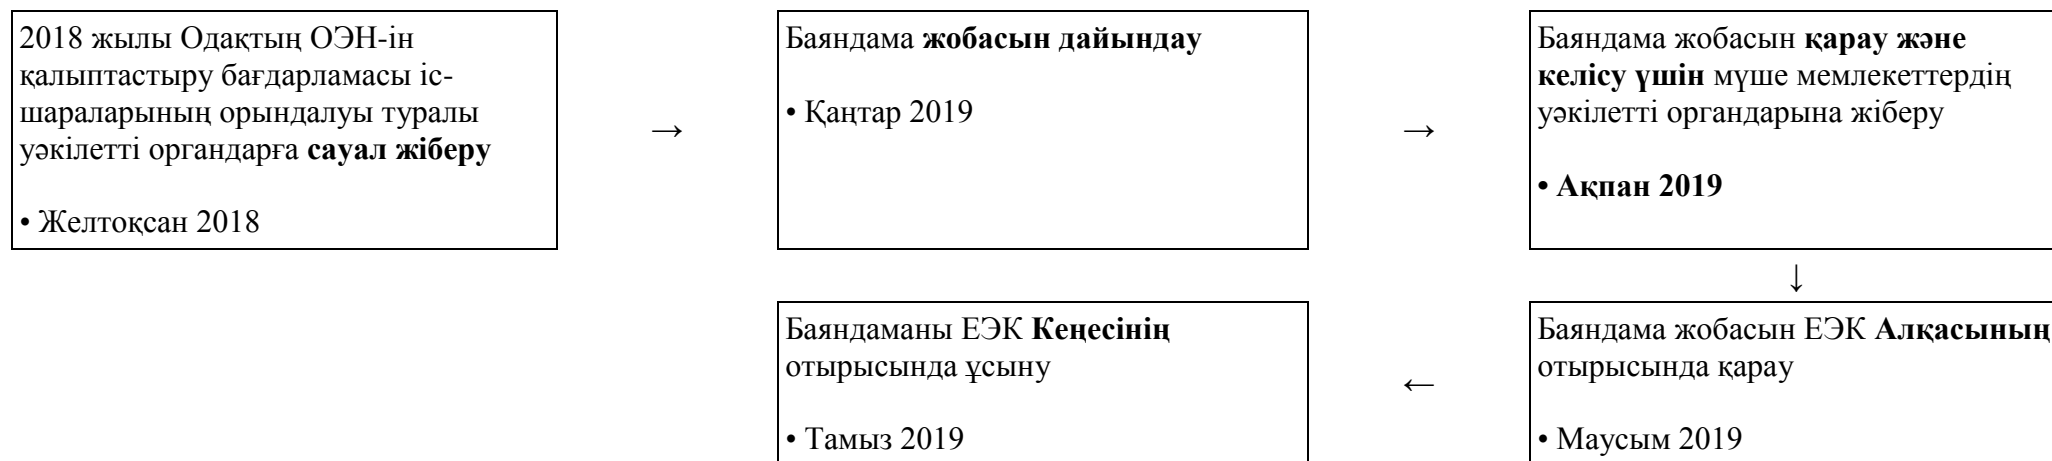 2018 жылы Одақтың ОЭН-ін
қалыптастыру бағдарламасы іс-
шараларының орындалуы туралы
уәкілетті органдарға сауал жіберу
• Желтоқсан 2018
→
Баяндама жобасын дайындау
• Қаңтар 2019
→
Баяндама жобасын қарау және
келісу үшін мүше мемлекеттердің
уәкілетті органдарына жіберу
• Ақпан 2019
↓
Баяндама жобасын ЕЭК Алқасының
отырысында қарау
• Маусым 2019
←
Баяндаманы ЕЭК Кеңесінің
отырысында ұсыну
• Тамыз 2019